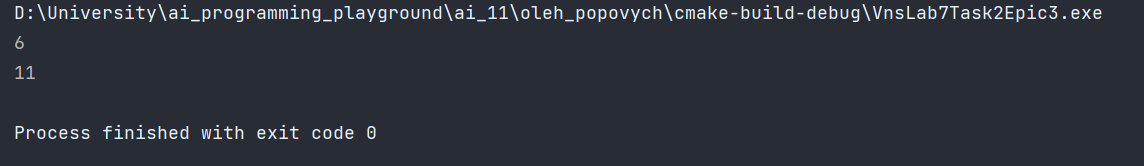 D:\University\ai_programming_playground\ai_11\oleh_popovych\cmake-build-debug\VnsLab7Task2Epic3.exe
6
11
Process finished with exit code 0